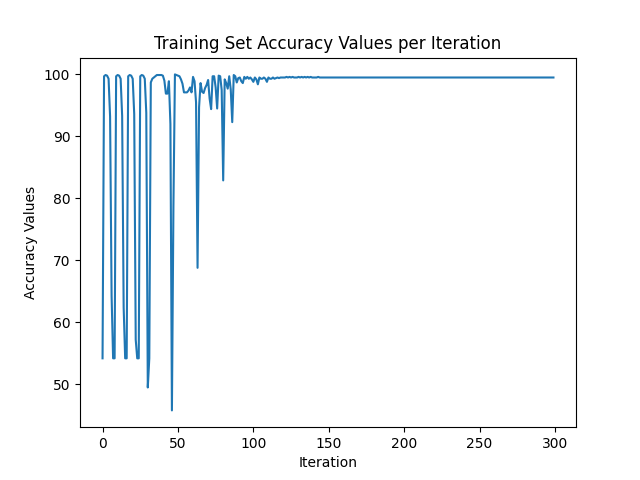 Training Set Accuracy Values per Iteration
100
90
80
70
60
50
Accuracy Values
0 50 100 150 200 250 300
Iteration